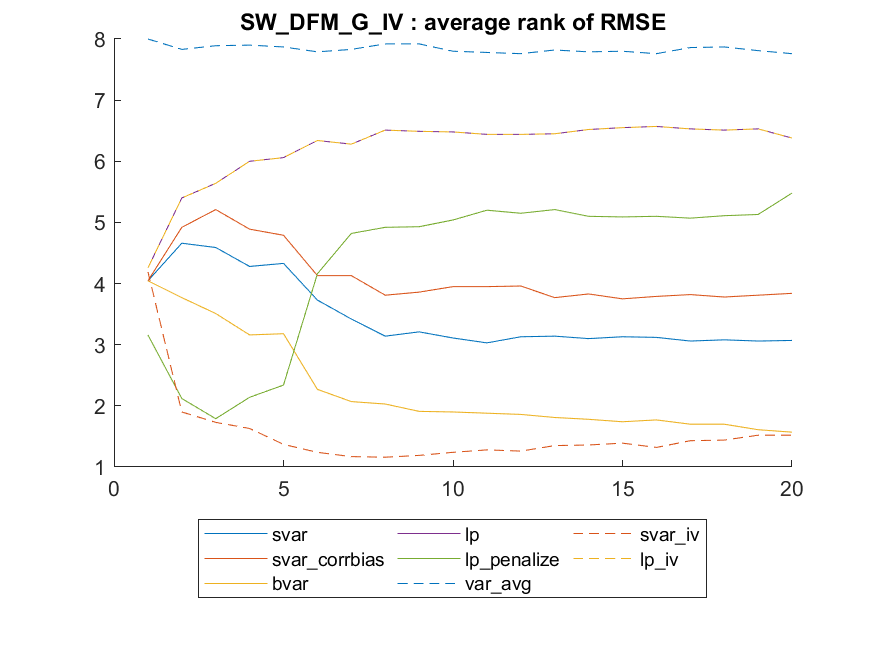 SW_DFM_G_IV : average rank of RMSE
8
7
6
5
4
3
2
1
0 5 10 15 20
svar lp svar_iv
svar_corrbias lp_penalize lp_iv
bvar var_avg